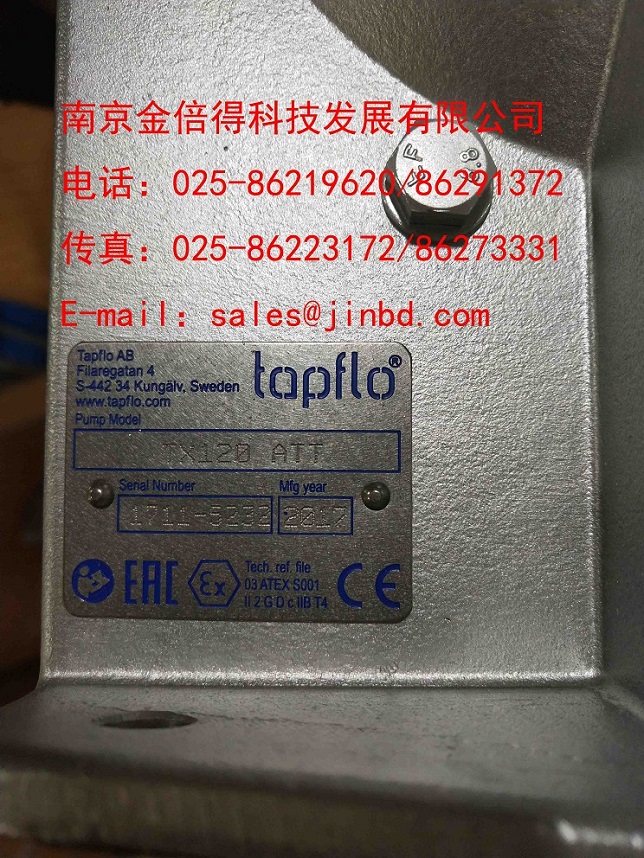 南京金倍得科技发展有限公司
电话：025-86219620/86291372
传真：025-86223172/86273331
E-mail：sales@jinbd.com
8.8
Tapflo AB
Filaregatan 4
S-442 34 Kungälv, Sweden
www.tapflo.com
tapflo®
Pump Model
TX120 ATT
Serial Number
Mfg year
1711-5232
2017
EAC
Ex
Tech. ref. file
03 ATEX S001
II 2 G D c IIB T4
CE